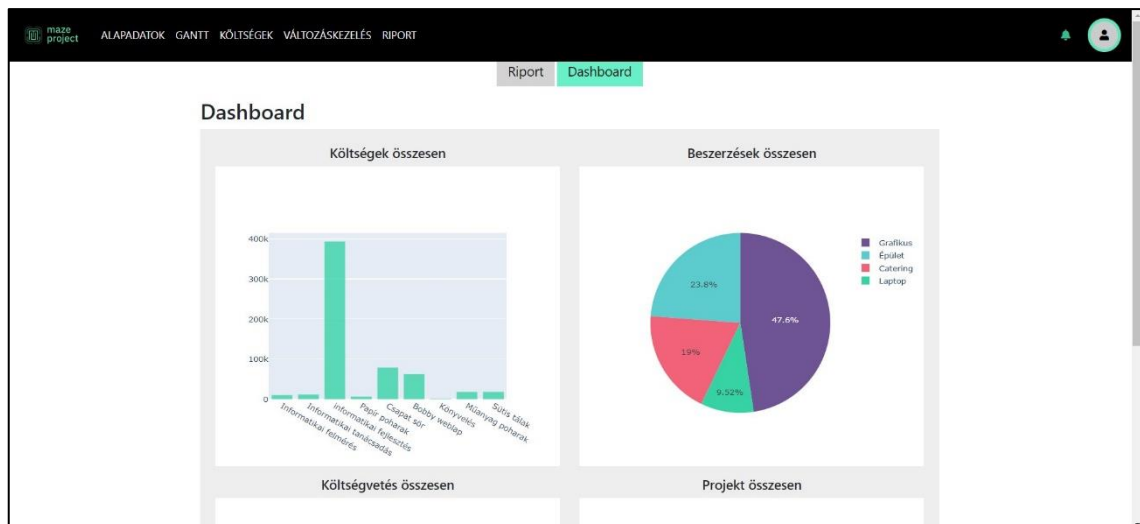 maze
project
ALAPADATOK GANTT KÖLTSÉGEK VÁLTOZÁSKEZELÉS RIPORT
Riport Dashboard
Dashboard
Költségek összesen
400k
300k
200k
100k
0
Informatikai felmérés
Informatikai tanácsadás
informatikai fejlesztés
Papír poharak
Csapat sör
Bobby weblap
Könyvelés
Műanyag poharak
Sütis tálak
Beszerzések összesen
23.8%
47.6%
19%
9.52%
Grafikus
Épület
Catering
Laptop
Költségvetés összesen
Projekt összesen